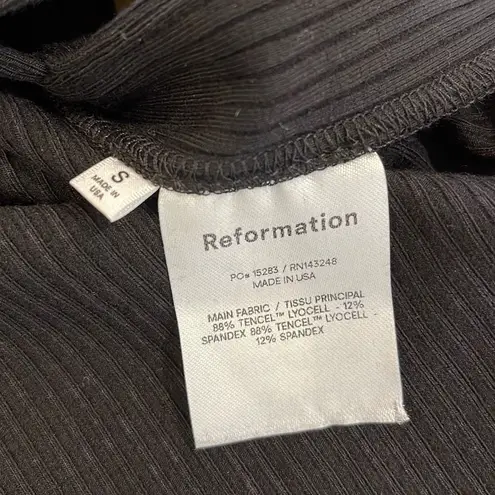 S
MADE IN
USA
Reformation
PO# 15283 / RN143248
MADE IN USA
MAIN FABRIC / TISSU PRINCIPAL
88% TENCEL™ LYOCELL - 12%
SPANDEX 88% TENCEL™ LYOCELL -
12% SPANDEX